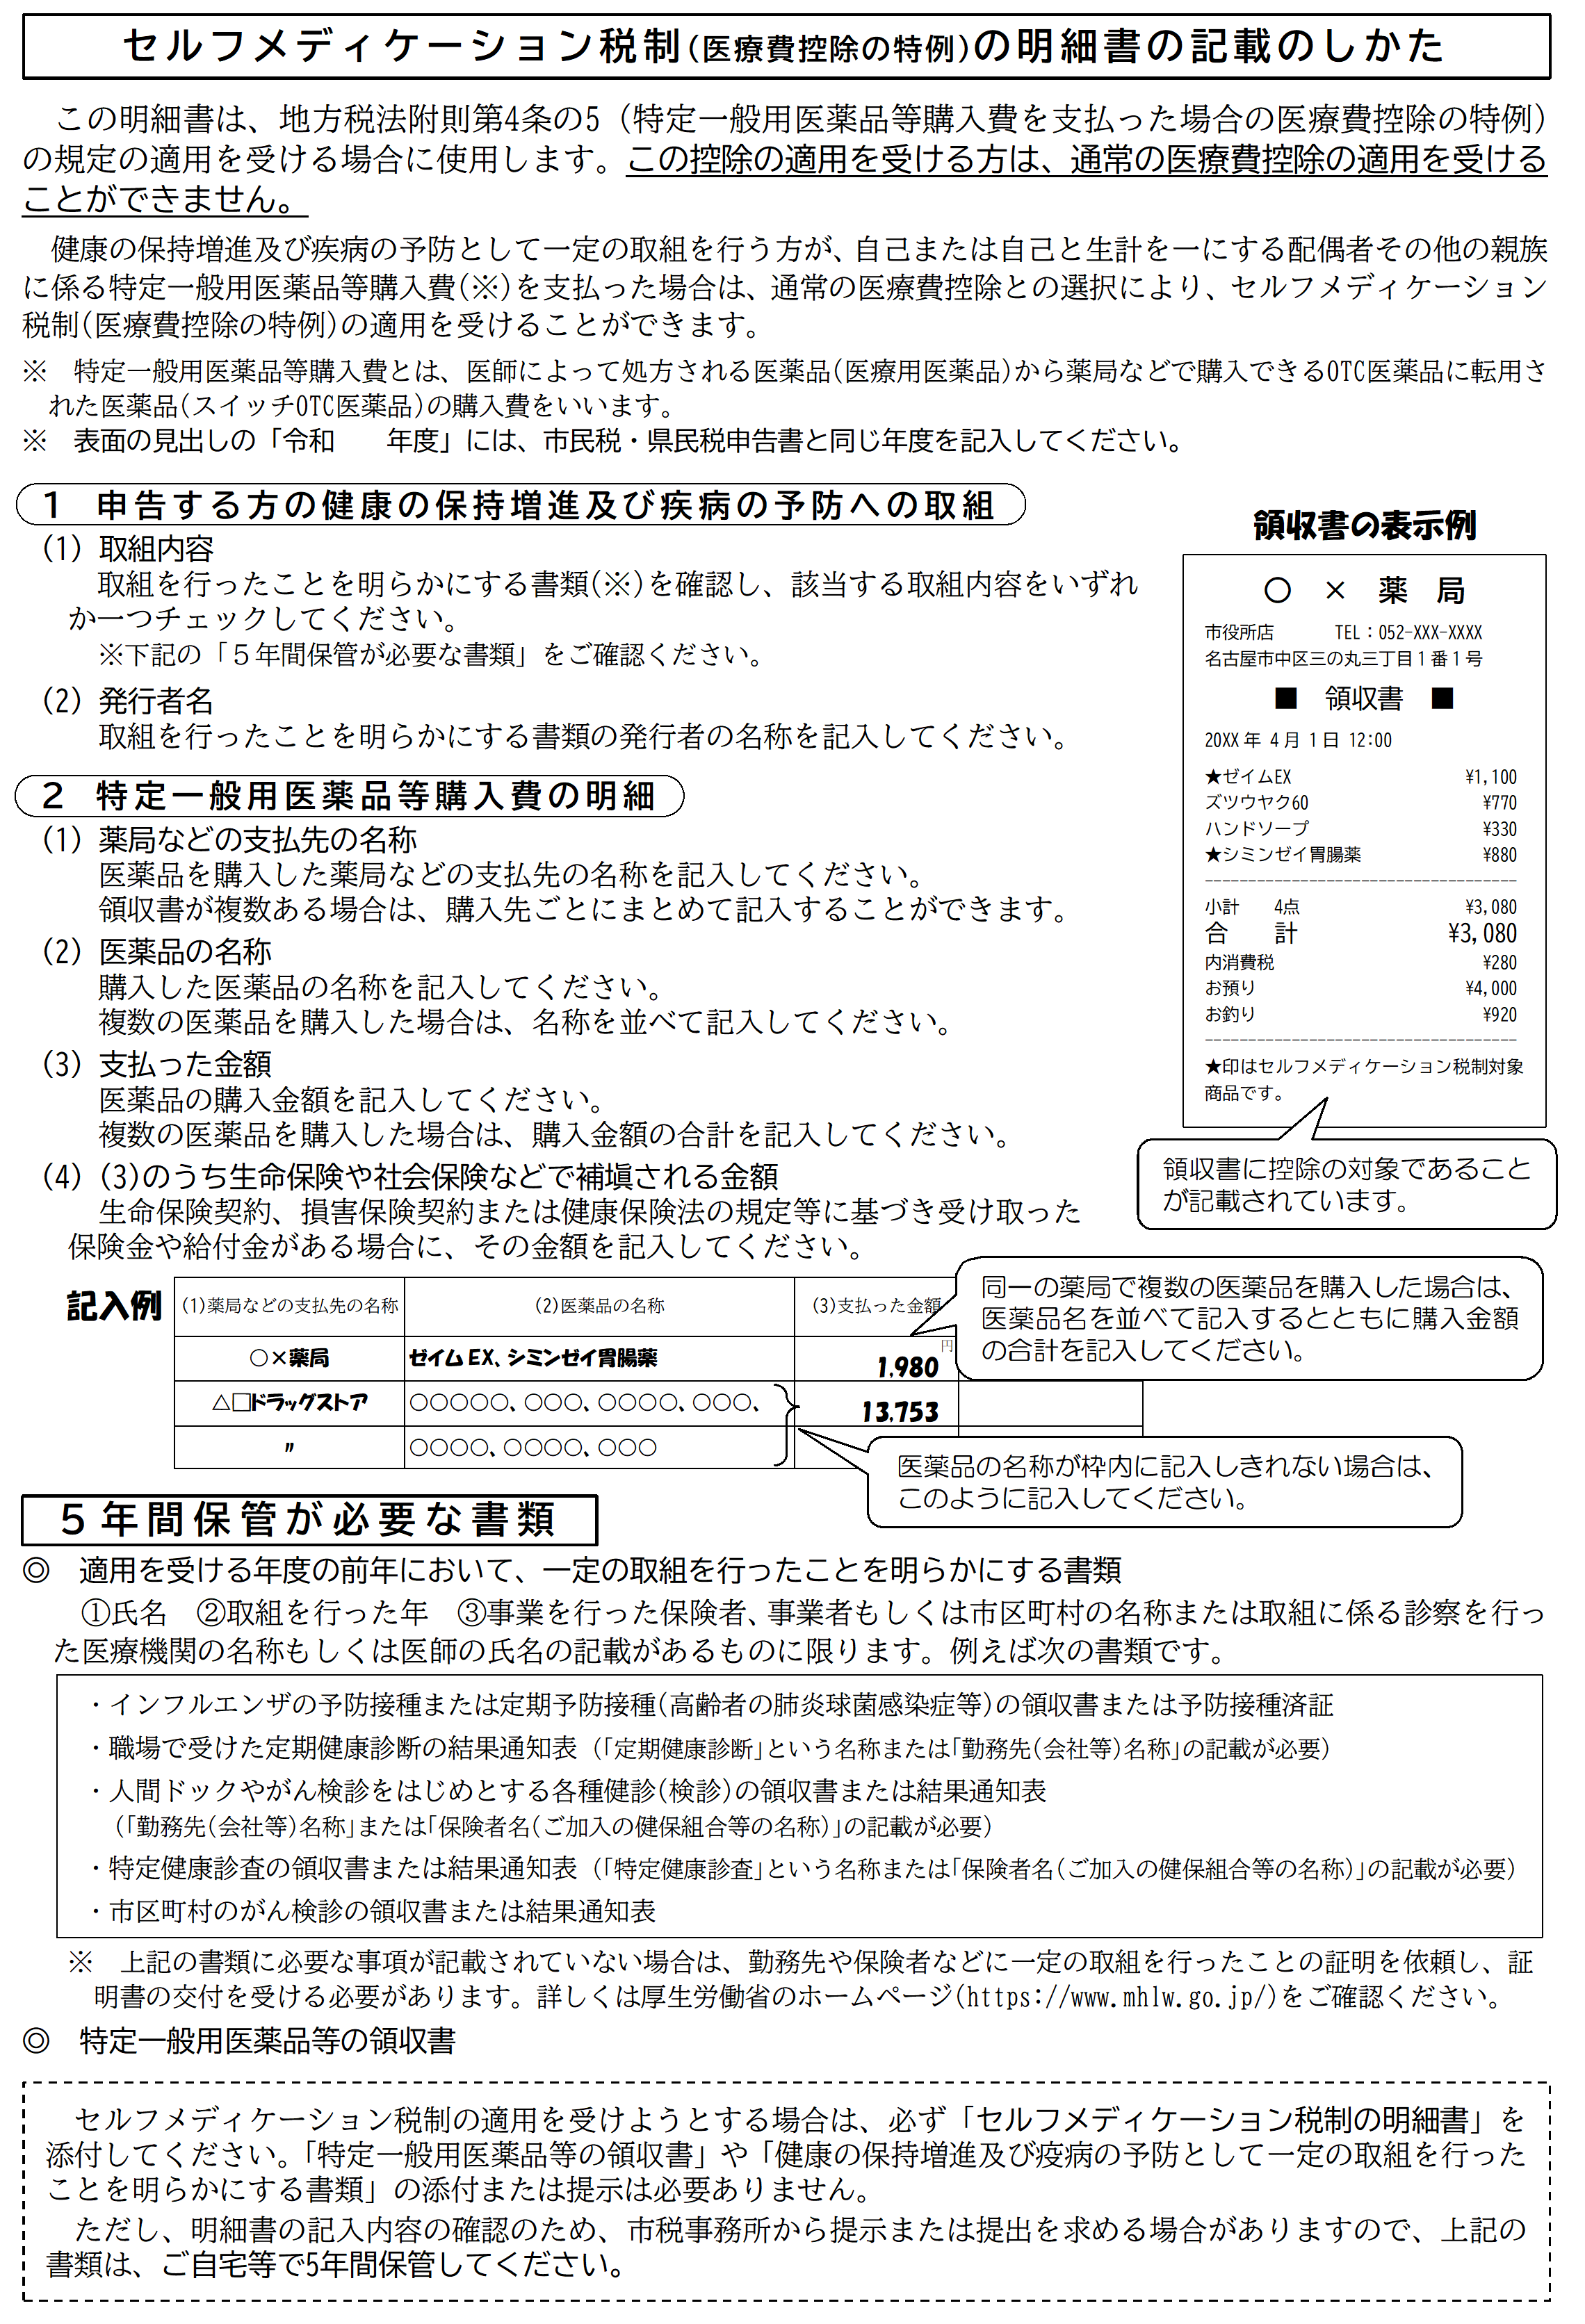 セルフメディケーション税制(医療費控除の特例)の明細書の記載のしかた
この明細書は、地方税法附則第4条の5（特定一般用医薬品等購入費を支払った場合の医療費控除の特例）
の規定の適用を受ける場合に使用します。この控除の適用を受ける方は、通常の医療費控除の適用を受ける
ことができません。
健康の保持増進及び疾病の予防として一定の取組を行う方が、自己または自己と生計を一にする配偶者その他の親族
に係る特定一般用医薬品等購入費(※)を支払った場合は、通常の医療費控除との選択により、セルフメディケーション
税制(医療費控除の特例)の適用を受けることができます。
※　特定一般用医薬品等購入費とは、医師によって処方される医薬品(医療用医薬品)から薬局などで購入できるOTC医薬品に転用さ
れた医薬品(スイッチOTC医薬品)の購入費をいいます。
※　表面の見出しの「令和　　年度」には、市民税・県民税申告書と同じ年度を記入してください。
1　申告する方の健康の保持増進及び疾病の予防への取組
(1) 取組内容
取組を行ったことを明らかにする書類(※)を確認し、該当する取組内容をいずれ
か一つチェックしてください。
※下記の「５年間保管が必要な書類」をご確認ください。
(2) 発行者名
取組を行ったことを明らかにする書類の発行者の名称を記入してください。
2　特定一般用医薬品等購入費の明細
(1) 薬局などの支払先の名称
医薬品を購入した薬局などの支払先の名称を記入してください。
領収書が複数ある場合は、購入先ごとにまとめて記入することができます。
(2) 医薬品の名称
購入した医薬品の名称を記入してください。
複数の医薬品を購入した場合は、名称を並べて記入してください。
(3) 支払った金額
医薬品の購入金額を記入してください。
複数の医薬品を購入した場合は、購入金額の合計を記入してください。
(4) (3)のうち生命保険や社会保険などで補塡される金額
生命保険契約、損害保険契約または健康保険法の規定等に基づき受け取った
保険金や給付金がある場合に、その金額を記入してください。
領収書の表示例
〇　×　薬　局
市役所店　TEL：052-XXX-XXXX
名古屋市中区三の丸三丁目１番１号
■　領収書　■
20XX 年 4 月 1 日 12:00
★ゼイムEX　¥1,100
ズツウヤク60　¥770
ハンドソープ　¥330
★シミンゼイ胃腸薬　¥880
小計　4点　¥3,080
合　計　¥3,080
内消費税　¥280
お預り　¥4,000
お釣り　¥920
★印はセルフメディケーション税制対象
商品です。
領収書に控除の対象であること
が記載されています。
記入例
(1)薬局などの支払先の名称　(2)医薬品の名称　(3)支払った金額
〇×薬局　ゼイムEX、シミンゼイ胃腸薬　1,980 円
△□ドラッグストア　〇〇〇〇〇、〇〇〇、〇〇〇〇、〇〇〇、　13,753
〃　〇〇〇〇、〇〇〇〇、〇〇〇
同一の薬局で複数の医薬品を購入した場合は、
医薬品名を並べて記入するとともに購入金額
の合計を記入してください。
医薬品の名称が枠内に記入しきれない場合は、
このように記入してください。
５年間保管が必要な書類
◎　適用を受ける年度の前年において、一定の取組を行ったことを明らかにする書類
①氏名　②取組を行った年　③事業を行った保険者、事業者もしくは市区町村の名称または取組に係る診察を行っ
た医療機関の名称もしくは医師の氏名の記載があるものに限ります。例えば次の書類です。
・インフルエンザの予防接種または定期予防接種(高齢者の肺炎球菌感染症等)の領収書または予防接種済証
・職場で受けた定期健康診断の結果通知表（｢定期健康診断｣という名称または｢勤務先(会社等)名称｣の記載が必要）
・人間ドックやがん検診をはじめとする各種健診(検診)の領収書または結果通知表
（｢勤務先(会社等)名称｣または｢保険者名(ご加入の健保組合等の名称)｣の記載が必要）
・特定健康診査の領収書または結果通知表（｢特定健康診査｣という名称または｢保険者名(ご加入の健保組合等の名称)｣の記載が必要）
・市区町村のがん検診の領収書または結果通知表
※　上記の書類に必要な事項が記載されていない場合は、勤務先や保険者などに一定の取組を行ったことの証明を依頼し、証
明書の交付を受ける必要があります。詳しくは厚生労働省のホームページ(https://www.mhlw.go.jp/)をご確認ください。
◎　特定一般用医薬品等の領収書
セルフメディケーション税制の適用を受けようとする場合は、必ず「セルフメディケーション税制の明細書」を
添付してください。「特定一般用医薬品等の領収書」や「健康の保持増進及び疫病の予防として一定の取組を行った
ことを明らかにする書類」の添付または提示は必要ありません。
ただし、明細書の記入内容の確認のため、市税事務所から提示または提出を求める場合がありますので、上記の
書類は、ご自宅等で5年間保管してください。